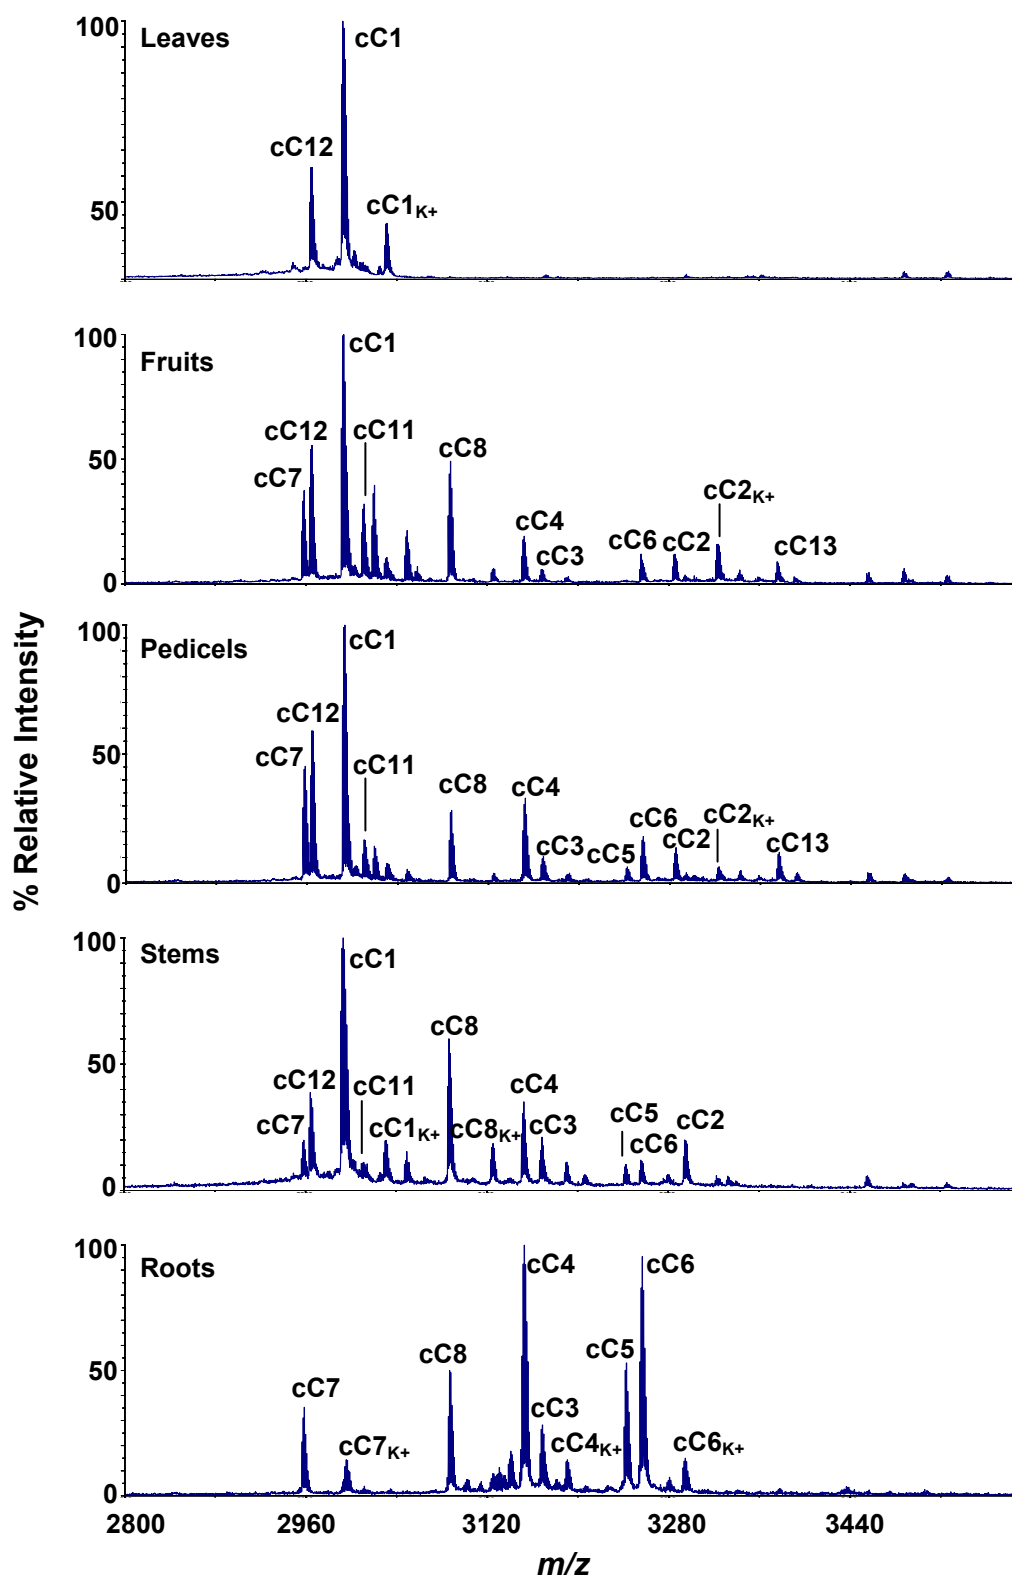 100
Leaves
cC1
cC12
cC1K+
50
100
Fruits
cC1
cC12
cC11
cC7
cC8
50
cC2K+
cC4
cC3
cC6
cC2
cC13
0
% Relative Intensity
100
Pedicels
cC1
cC12
cC7
cC11
50
cC8
cC4
cC3
cC5
cC6
cC2
cC2K+
cC13
0
100
Stems
cC1
cC8
50
cC12
cC7
cC11
cC1K+
cC8K+
cC4
cC3
cC5
cC6
cC2
0
100
Roots
cC4
cC6
cC8
cC5
50
cC7
cC3
cC7K+
cC4K+
cC6K+
0
2800 2960 3120 3280 3440
m/z